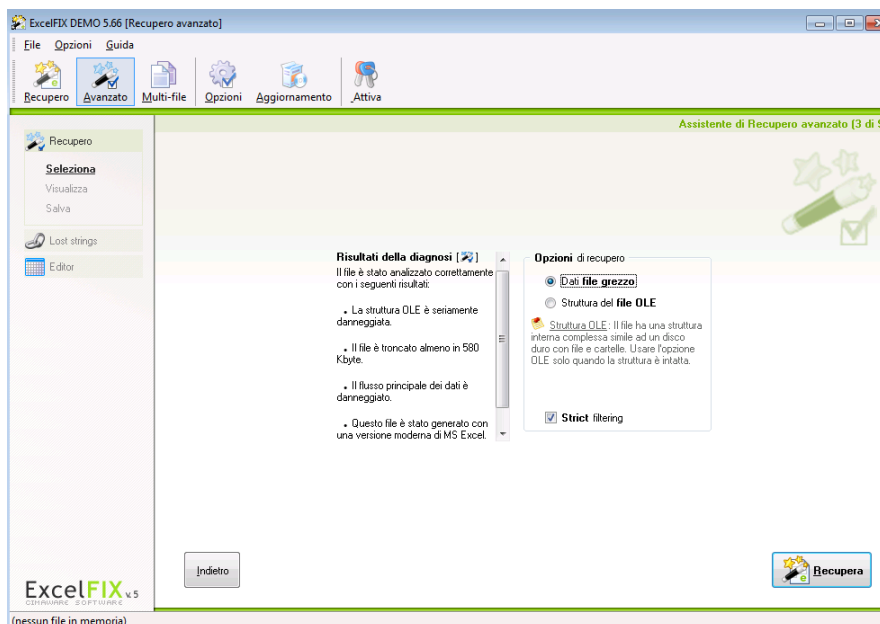 ExcelFIX DEMO 5.66 [Recupero avanzato]
File Opzioni Guida
Recupero Avanzato Multi-file Opzioni Aggiornamento Attiva
Assistente di Recupero avanzato (3 di
Recupero
Seleziona
Visualizza
Salva
Lost strings
Editor
Risultati della diagnosi [ ]
Il file è stato analizzato correttamente
con i seguenti risultati:
. La struttura OLE è seriamente
danneggiata.
. Il file è troncato almeno in 580
Kbyte.
. Il flusso principale dei dati è
danneggiato.
. Questo file è stato generato con
una versione moderna di MS Excel.
Opzioni di recupero
Dati file grezzo
Struttura del file OLE
Struttura OLE : Il file ha una struttura
interna complessa simile ad un disco
duro con file e cartelle. Usare l'opzione
OLE solo quando la struttura è intatta.
Strict filtering
Indietro
Recupera
ExcelFIX v.5
CIMAWARE SOFTWARE
(nessun file in memoria)